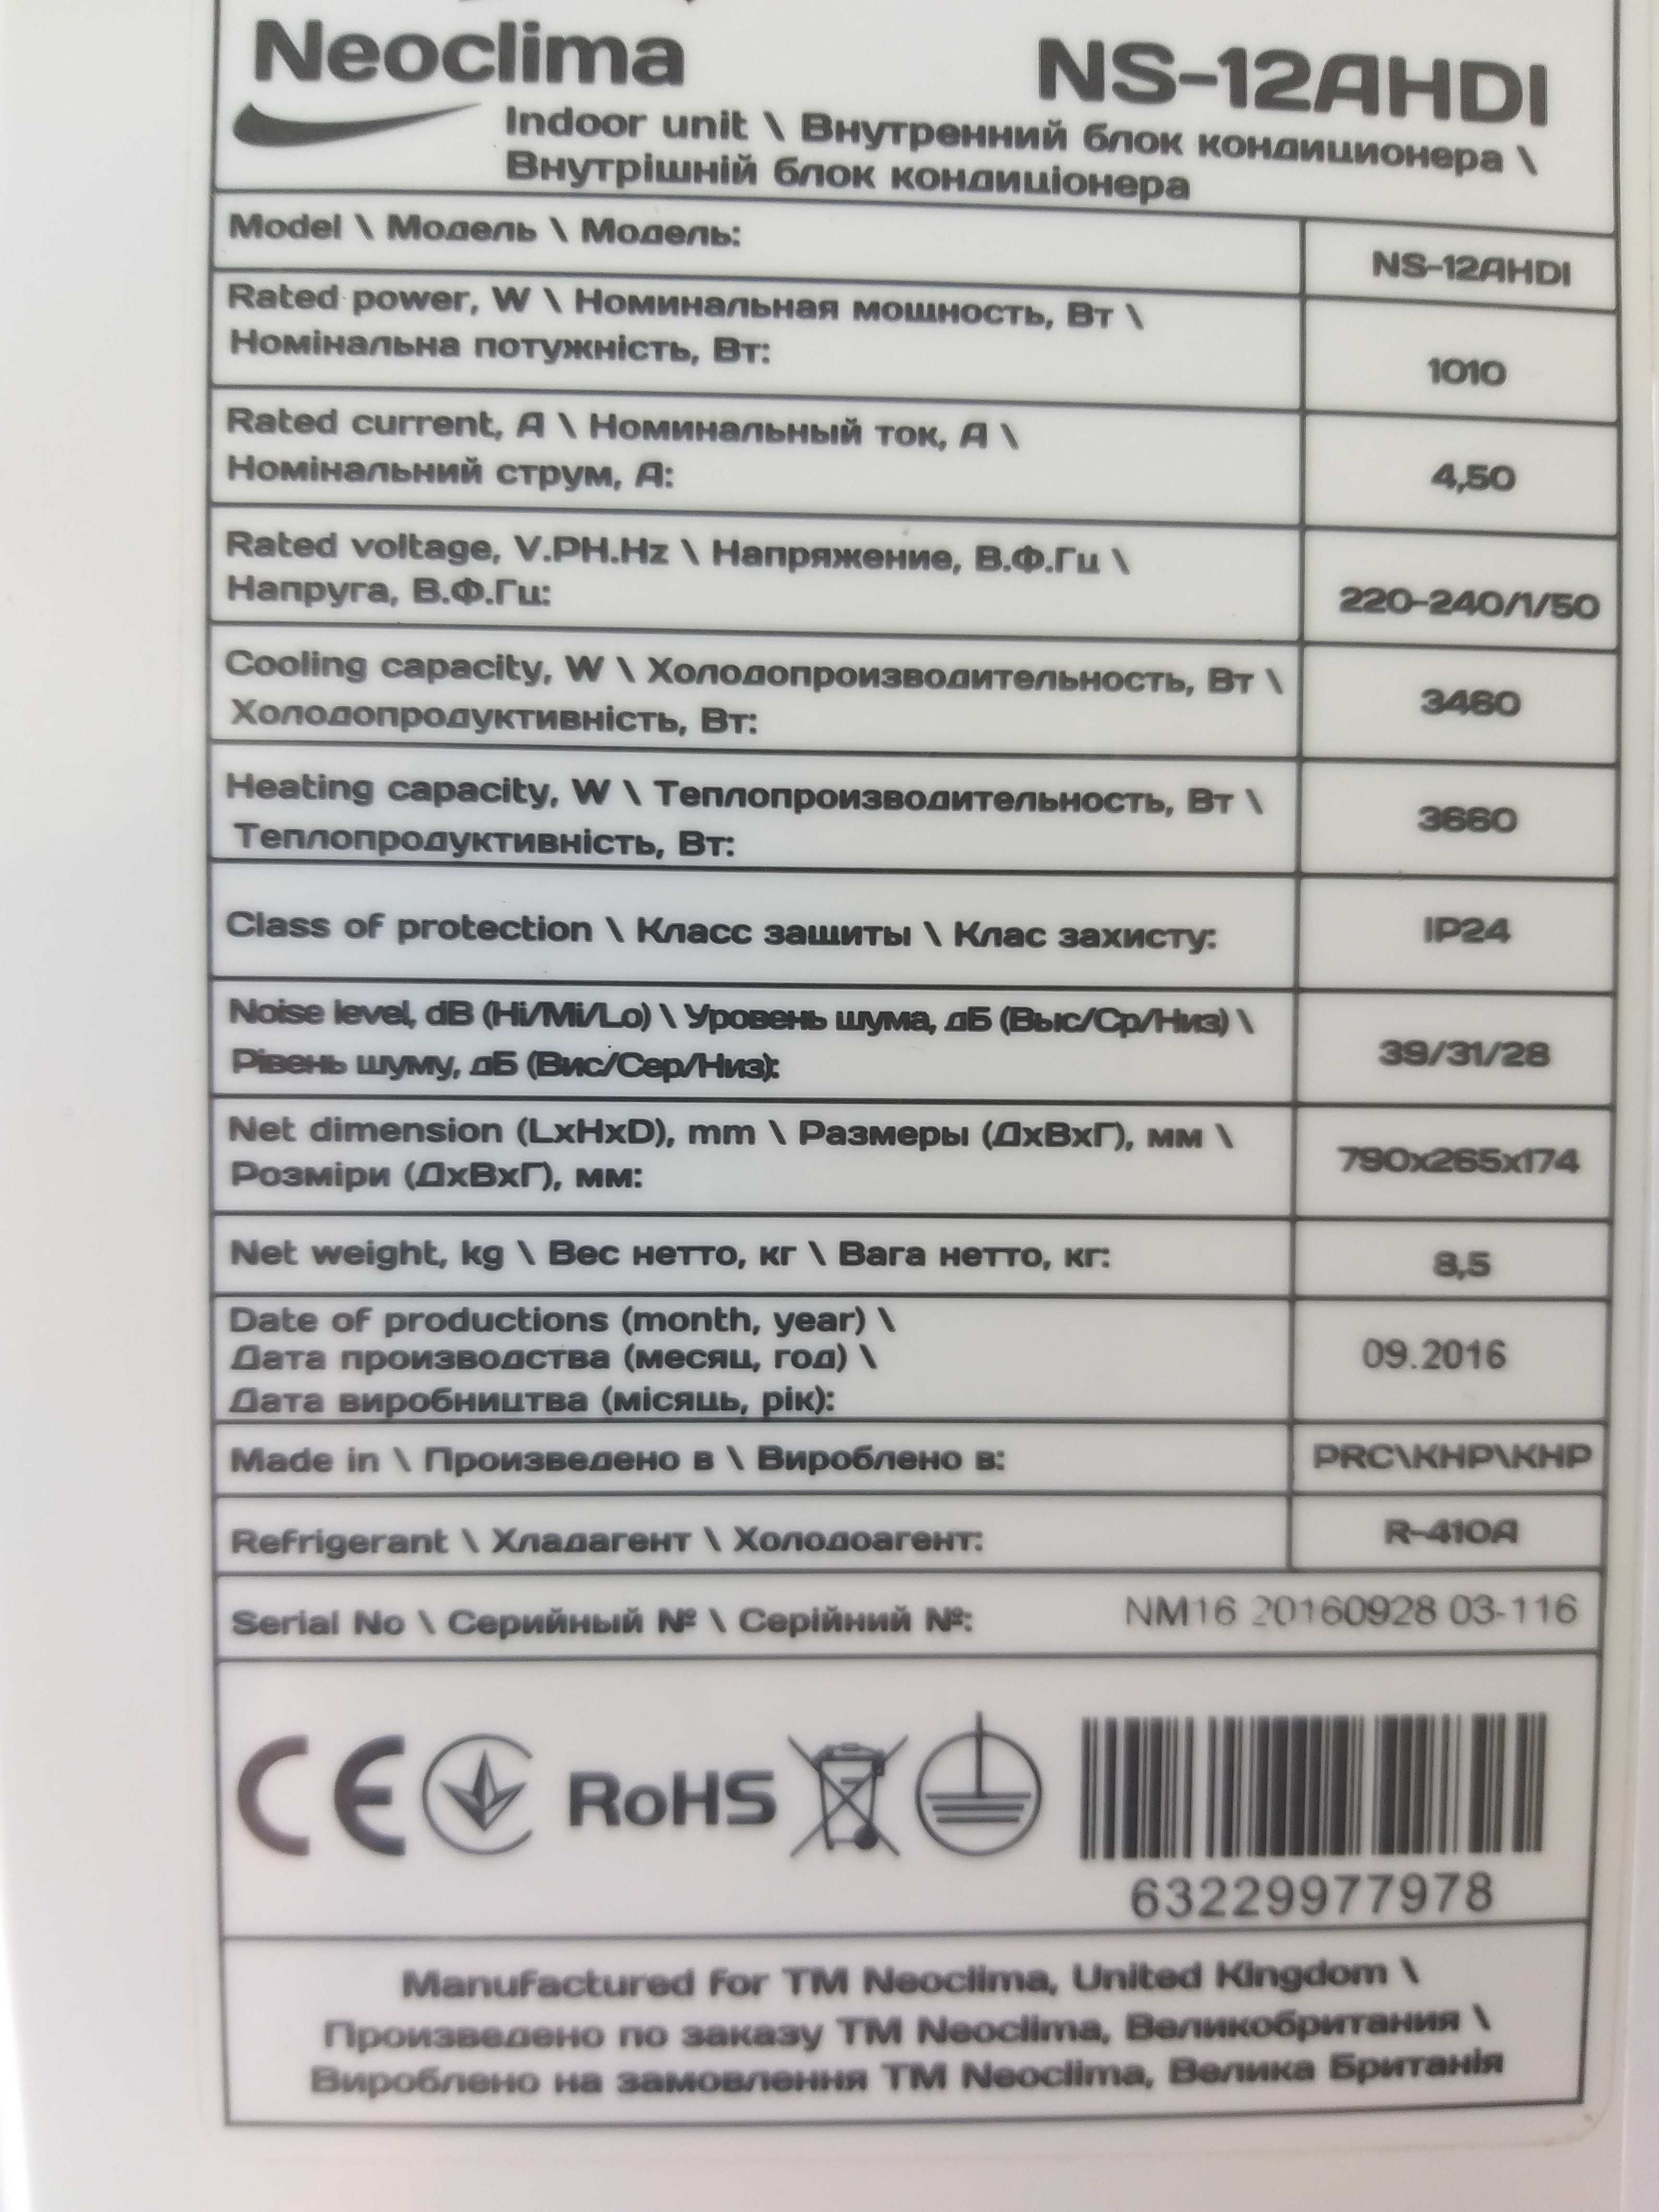 Neoclima
NS-12AHDI
Indoor unit \ Внутренний блок кондиционера \
Внутрішній блок кондиціонера
Model \ Модель \ Модель:
NS-12AHDI
Rated power, W \ Номинальная мощность, Вт \
Номінальна потужність, Вт:
1010
Rated current, A \ Номинальный ток, А \
Номінальний струм, А:
4,50
Rated voltage, V.PH.Hz \ Напряжение, В.Ф.Гц \
Напруга, В.Ф.Гц:
220-240/1/50
Cooling capacity, W \ Холодопроизводительность, Вт \
Холодопродуктивність, Вт:
3460
Heating capacity, W \ Теплопроизводительность, Вт \
Теплопродуктивність, Вт:
3660
Class of protection \ Класс защиты \ Клас захисту:
IP24
Noise level, dB (Hi/Mi/Lo) \ Уровень шума, дБ (Выс/Ср/Низ) \
Рівень шуму, дБ (Вис/Сер/Низ):
39/31/28
Net dimension (LxHxD), mm \ Размеры (ДхВхГ), мм \
Розміри (ДхВхГ), мм:
790x265x174
Net weight, kg \ Вес нетто, кг \ Вага нетто, кг:
8,5
Date of productions (month, year) \
Дата производства (месяц, год) \
Дата виробництва (місяць, рік):
09.2016
Made in \ Произведено в \ Вироблено в:
PRC\КНР\КНР
Refrigerant \ Хладагент \ Холодоагент:
R-410A
Serial No \ Серийный № \ Серійний №:
NM16 20160928 03-116
CE
RoHS
63229977978
Manufactured for TM Neoclima, United Kingdom \
Произведено по заказу ТМ Neoclima, Великобритания \
Вироблено на замовлення ТМ Neoclima, Велика Британія